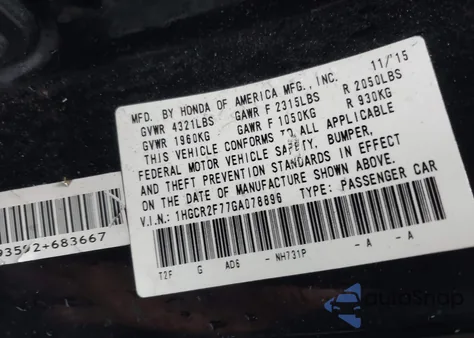 MFD. BY HONDA OF AMERICA MFG., INC. 11/'15
GVWR 4321LBS GAWR F 2315LBS R 2050LBS
GVWR 1960KG GAWR F 1050KG R 930KG
THIS VEHICLE CONFORMS TO ALL APPLICABLE
FEDERAL MOTOR VEHICLE SAFETY, BUMPER,
AND THEFT PREVENTION STANDARDS IN EFFECT
ON THE DATE OF MANUFACTURE SHOWN ABOVE.
V.I.N: 1HGCR2F77GA078896 TYPE: PASSENGER CAR
T2F G AD6 - NH731P - A - A
93592+683667
AutoShop